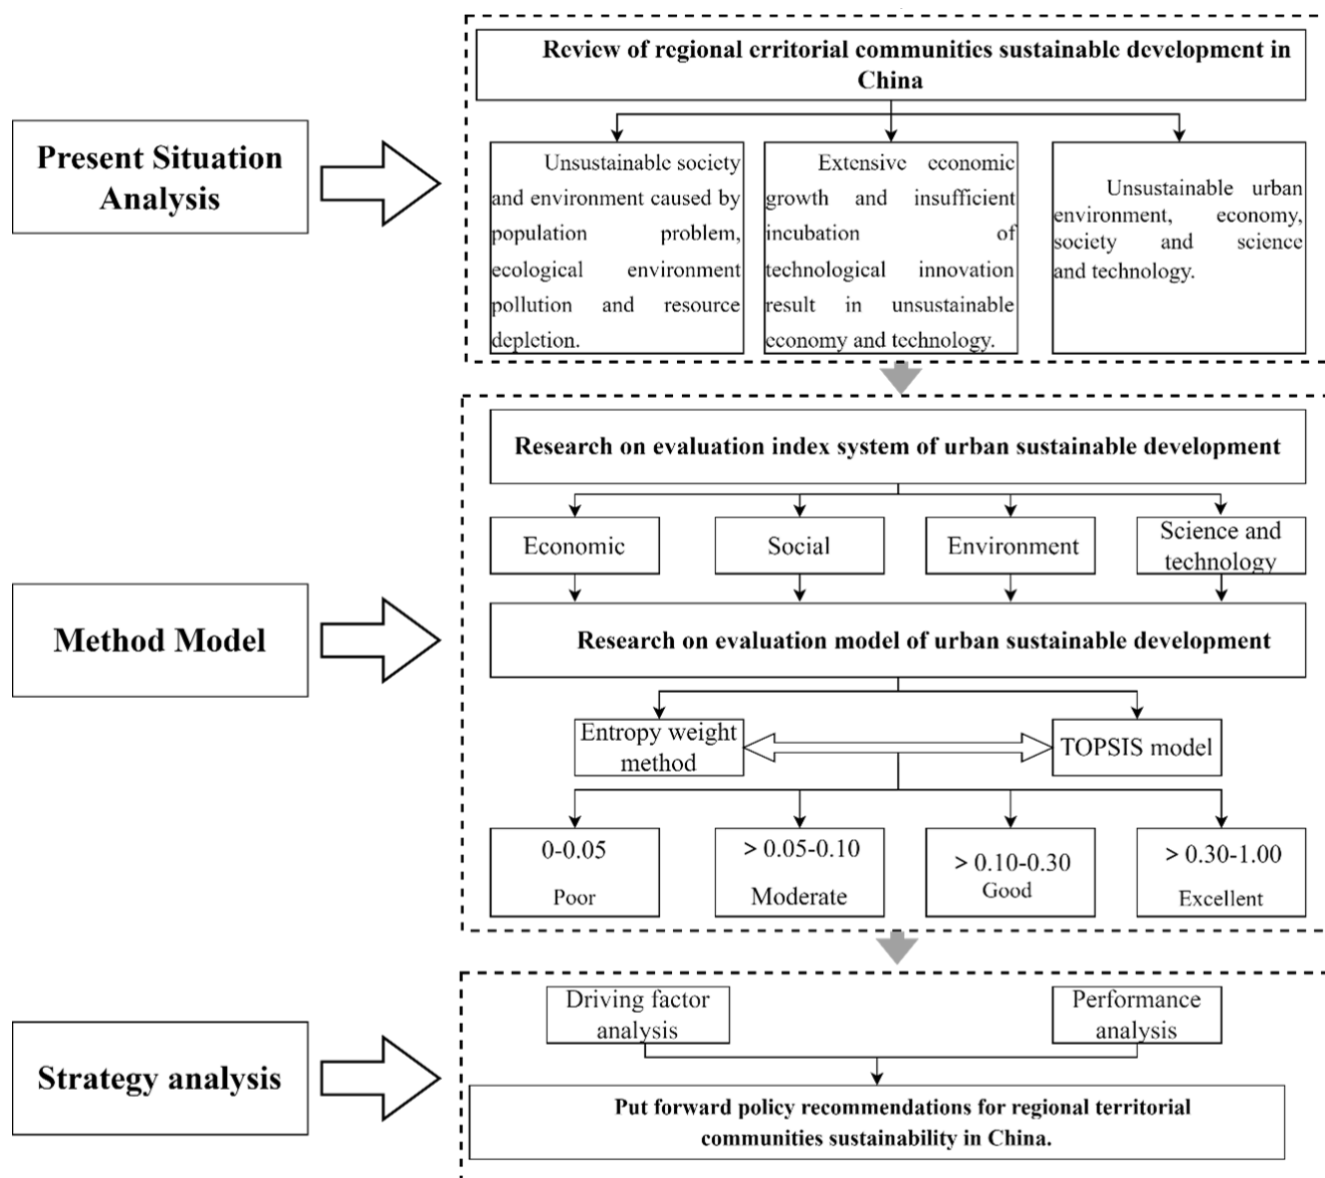 Review of regional erritorial communities sustainable development in
China
Present Situation
Analysis
Unsustainable society
and environment caused by
population problem,
ecological environment
pollution and resource
depletion.
Extensive economic
growth and insufficient
incubation of
technological innovation
result in unsustainable
economy and technology.
Unsustainable urban
environment, economy,
society and science
and technology.
Research on evaluation index system of urban sustainable development
Economic
Social
Environment
Science and
technology
Method Model
Research on evaluation model of urban sustainable development
Entropy weight
method
TOPSIS model
0-0.05
Poor
> 0.05-0.10
Moderate
> 0.10-0.30
Good
> 0.30-1.00
Excellent
Driving factor
analysis
Performance
analysis
Strategy analysis
Put forward policy recommendations for regional territorial
communities sustainability in China.